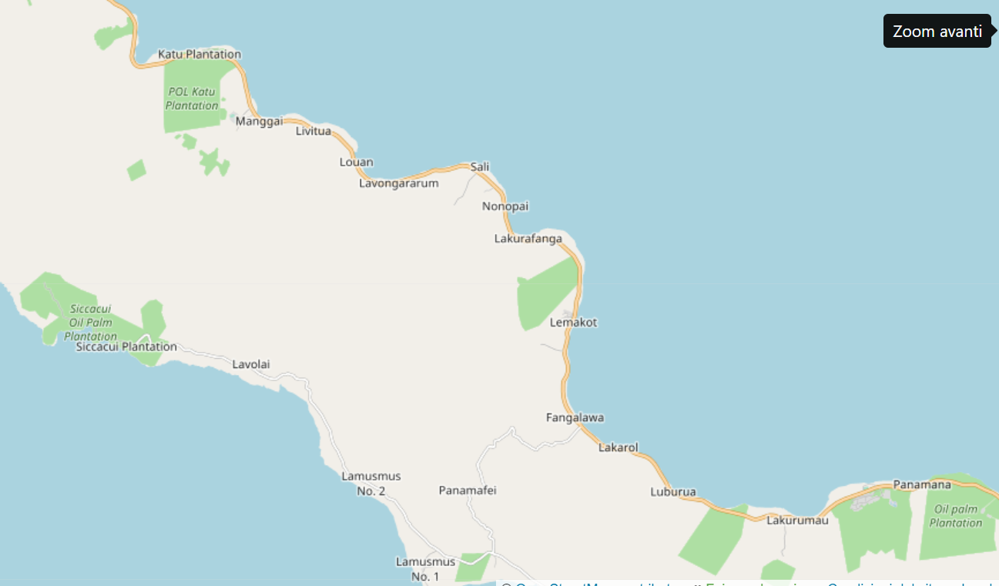 Zoom avanti
Katu Plantation
POL Katu
Plantation
Manggai
Livitua
Louan
Sali
Lavongararum
Nonopai
Lakurafanga
Siccacui
Oil Palm
Plantation
Lemakot
Siccacui Plantation
Lavolai
Fangalawa
Lakarol
Lamusmus
No. 2
Panamafei
Luburua
Panamana
Oil palm
Plantation
Lakurumau
Lamusmus
No. 1